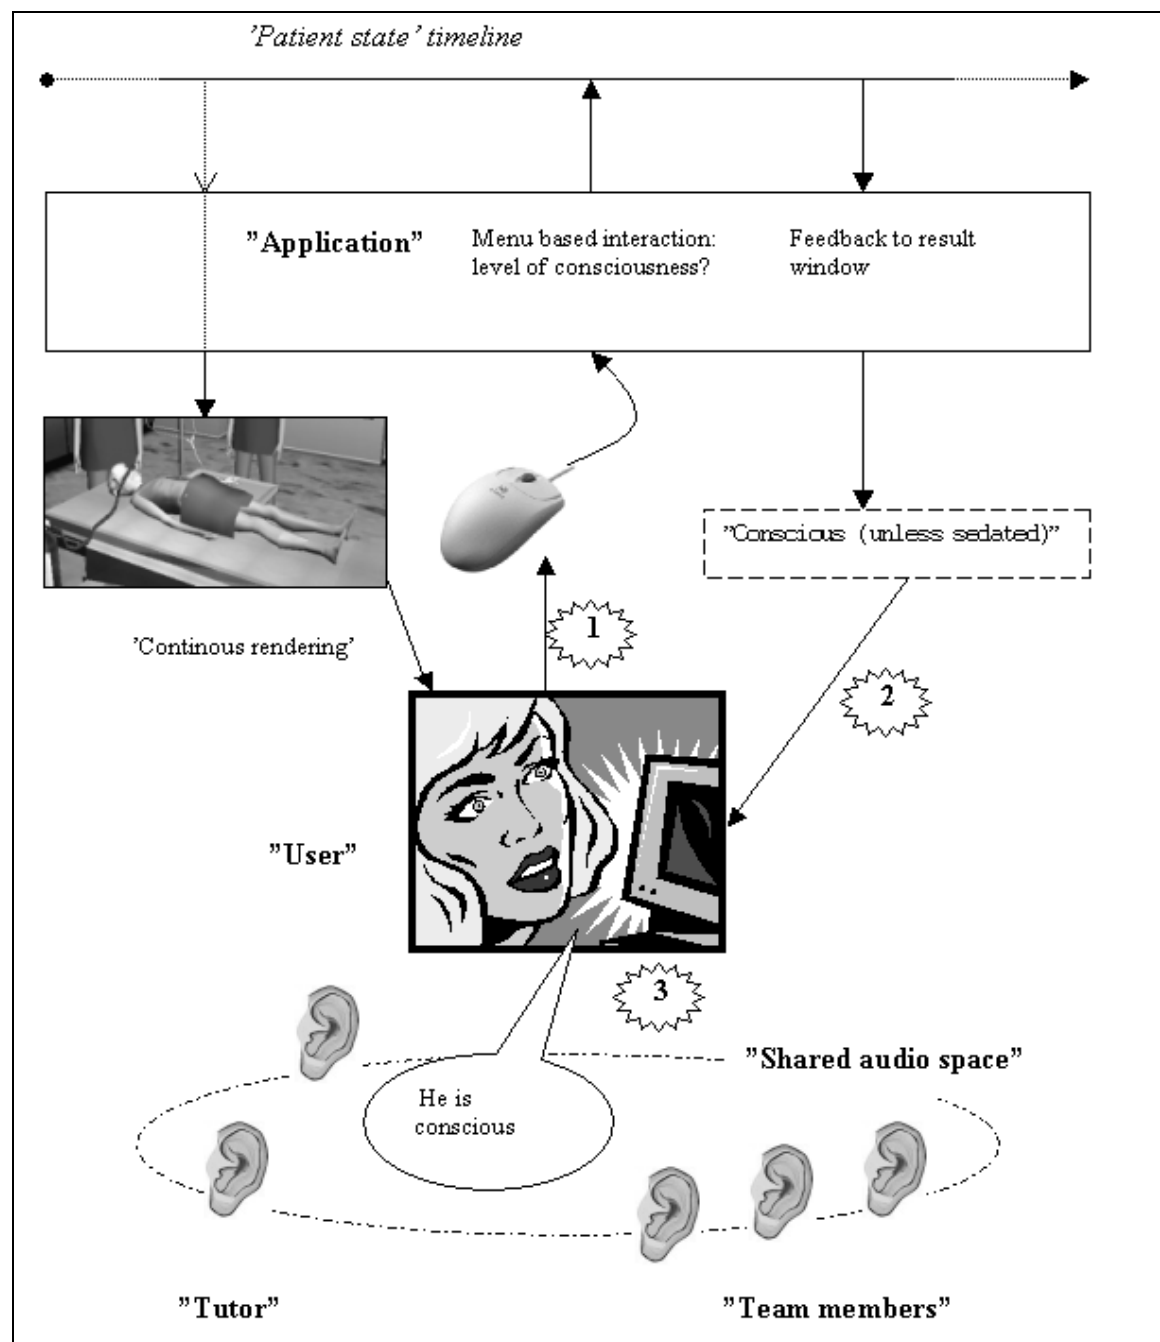 ’Patient state’ timeline
”Application”
Menu based interaction:
level of consciousness?
Feedback to result
window
”Conscious (unless sedated)”
’Continous rendering’
1
2
”User”
3
”Shared audio space”
He is
conscious
”Tutor”
”Team members”